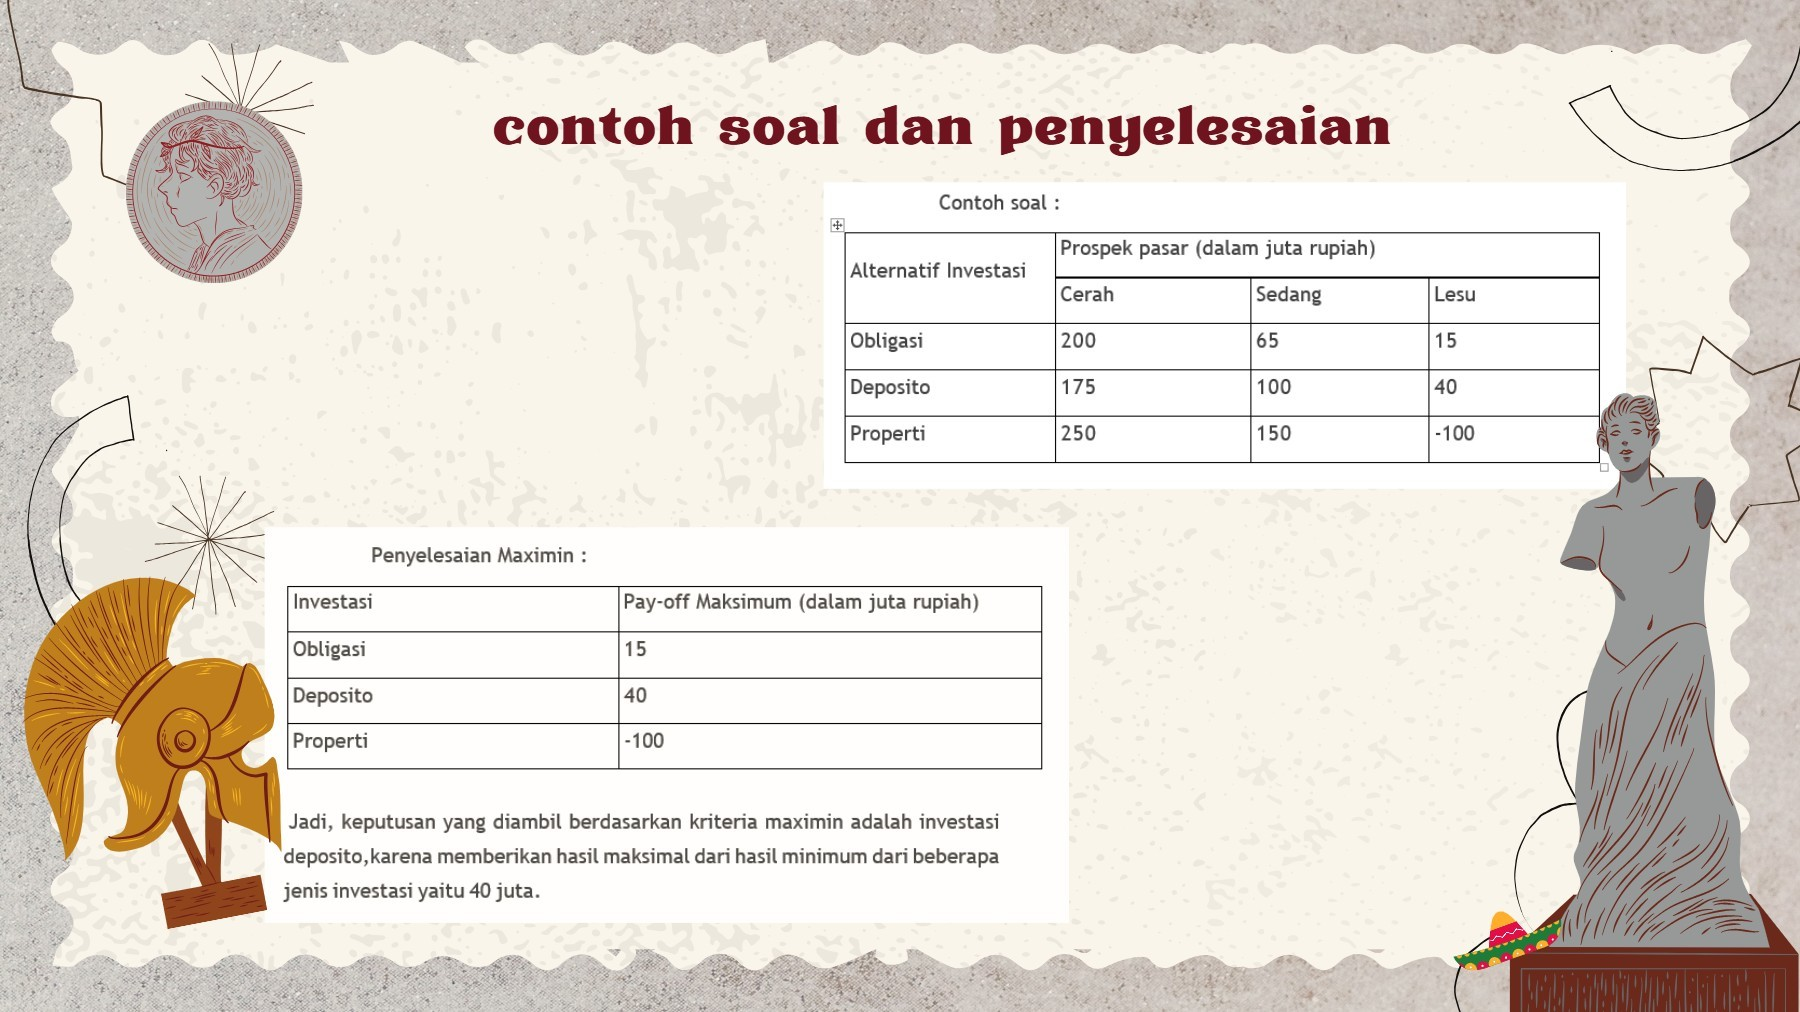 contoh soal dan penyelesaian
Contoh soal :
Alternatif Investasi
Prospek pasar (dalam juta rupiah)
Cerah Sedang Lesu
Obligasi 200 65 15
Deposito 175 100 40
Properti 250 150 -100
Penyelesaian Maximin :
Investasi Pay-off Maksimum (dalam juta rupiah)
Obligasi 15
Deposito 40
Properti -100
Jadi, keputusan yang diambil berdasarkan kriteria maximin adalah investasi
deposito,karena memberikan hasil maksimal dari hasil minimum dari beberapa
jenis investasi yaitu 40 juta.